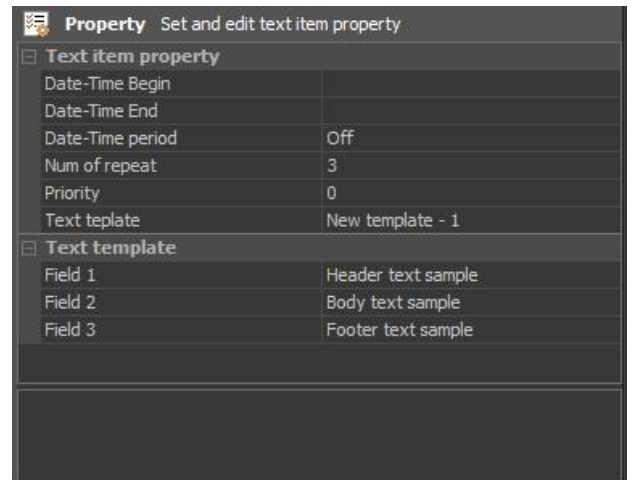 Property Set and edit text item property
Text item property
Date-Time Begin
Date-Time End
Date-Time period Off
Num of repeat 3
Priority 0
Text teplate New template - 1
Text template
Field 1 Header text sample
Field 2 Body text sample
Field 3 Footer text sample